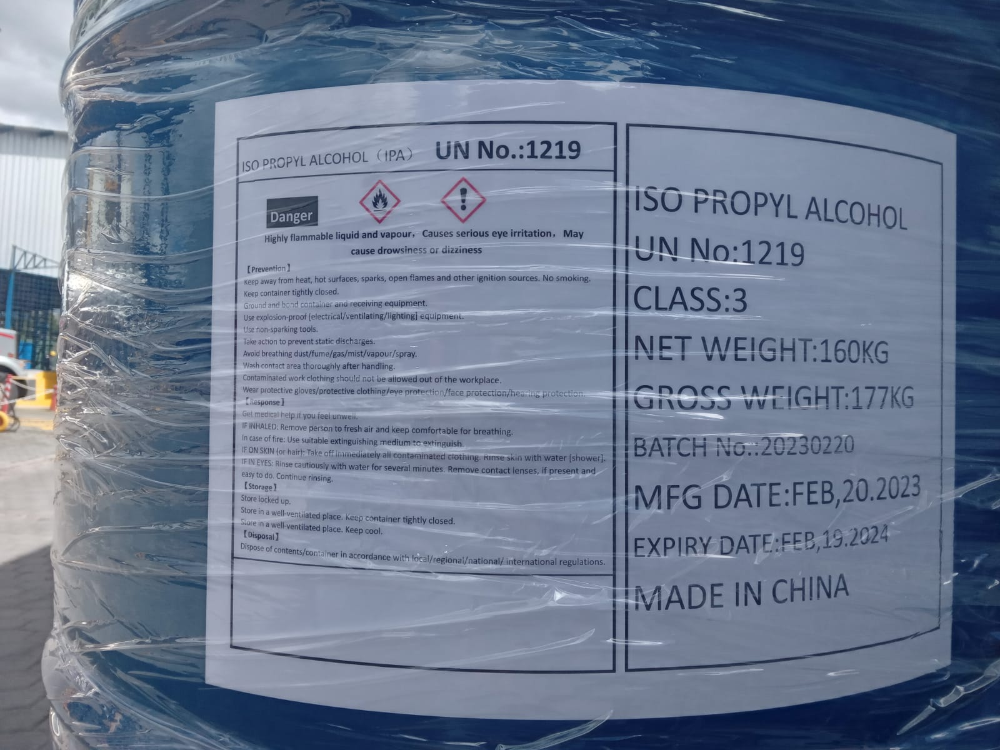 ISO PROPYL ALCOHOL（IPA） UN No.:1219
Danger
Highly flammable liquid and vapour，Causes serious eye irritation，May
cause drowsiness or dizziness
【Prevention】
Keep away from heat, hot surfaces, sparks, open flames and other ignition sources. No smoking.
Keep container tightly closed.
Ground and bond container and receiving equipment.
Use explosion-proof [electrical/ventilating/lighting] equipment.
Use non-sparking tools.
Take action to prevent static discharges.
Avoid breathing dust/fume/gas/mist/vapour/spray.
Wash contact area thoroughly after handling.
Contaminated work clothing should not be allowed out of the workplace.
Wear protective gloves/protective clothing/eye protection/face protection/hearing protection.
【Response】
Get medical help if you feel unwell.
IF INHALED: Remove person to fresh air and keep comfortable for breathing.
In case of fire: Use suitable extinguishing medium to extinguish.
IF ON SKIN (or hair): Take off immediately all contaminated clothing. Rinse skin with water [shower].
IF IN EYES: Rinse cautiously with water for several minutes. Remove contact lenses, if present and
easy to do. Continue rinsing.
【Storage】
Store locked up.
Store in a well-ventilated place. Keep container tightly closed.
Store in a well-ventilated place. Keep cool.
【Disposal】
Dispose of contents/container in accordance with local/regional/national/ international regulations.
ISO PROPYL ALCOHOL
UN No:1219
CLASS:3
NET WEIGHT:160KG
GROSS WEIGHT:177KG
BATCH No.:20230220
MFG DATE:FEB,20.2023
EXPIRY DATE:FEB,19.2024
MADE IN CHINA